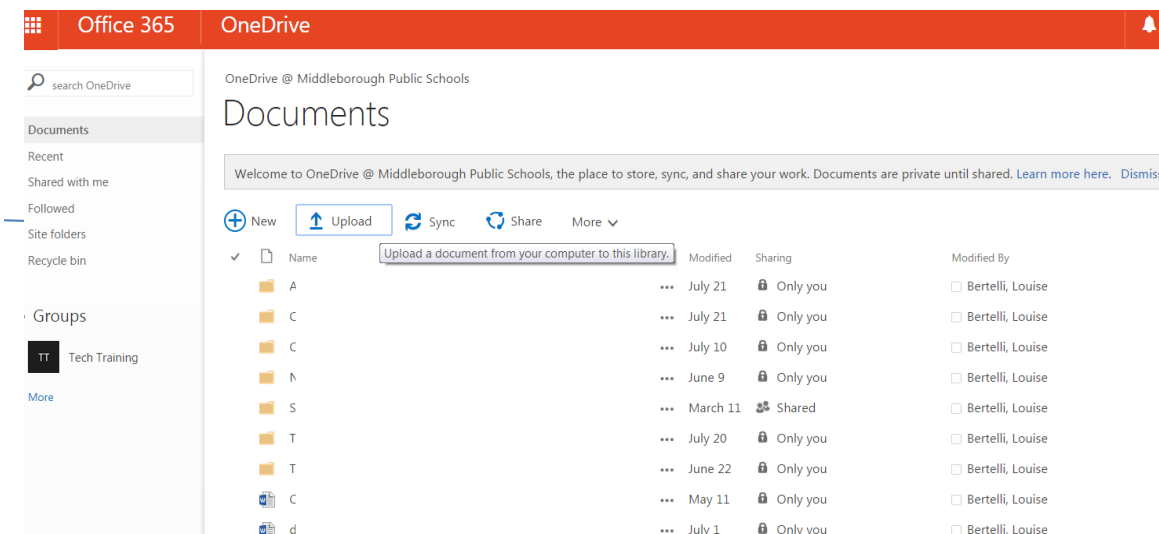 Office 365 OneDrive
search OneDrive
Documents
Recent
Shared with me
Followed
Site folders
Recycle bin
Groups
TT Tech Training
More
OneDrive @ Middleborough Public Schools
Documents
Welcome to OneDrive @ Middleborough Public Schools, the place to store, sync, and share your work. Documents are private until shared. Learn more here. Dismis
New Upload Sync Share More
Upload a document from your computer to this library.
Name Modified Sharing Modified By
A ... July 21 Only you Bertelli, Louise
C ... July 21 Only you Bertelli, Louise
C ... July 10 Only you Bertelli, Louise
N ... June 9 Only you Bertelli, Louise
S ... March 11 Shared Bertelli, Louise
T ... July 20 Only you Bertelli, Louise
T ... June 22 Only you Bertelli, Louise
C ... May 11 Only you Bertelli, Louise
d ... July 1 Only you Bertelli, Louise